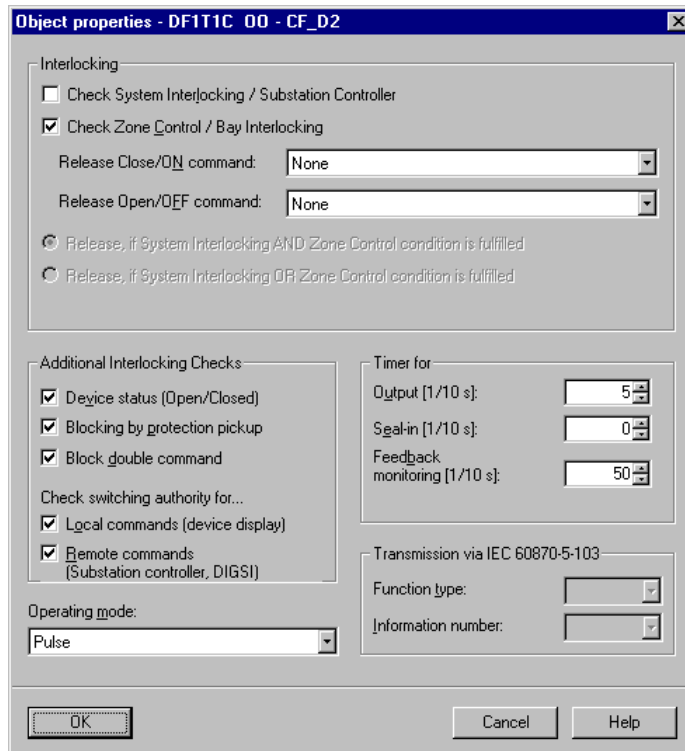 Object properties - DF1T1C OO - CF_D2
Interlocking
Check System Interlocking / Substation Controller
Check Zone Control / Bay Interlocking
Release Close/ON command: None
Release Open/OFF command: None
Release, if System Interlocking AND Zone Control condition is fulfilled
Release, if System Interlocking OR Zone Control condition is fulfilled
Additional Interlocking Checks
Device status (Open/Closed)
Blocking by protection pickup
Block double command
Check switching authority for...
Local commands (device display)
Remote commands
(Substation controller, DIGSI)
Operating mode:
Pulse
Timer for
Output [1/10 s]: 5
Seal-in [1/10 s]: 0
Feedback
monitoring [1/10 s]: 50
Transmission via IEC 60870-5-103
Function type:
Information number:
OK Cancel Help